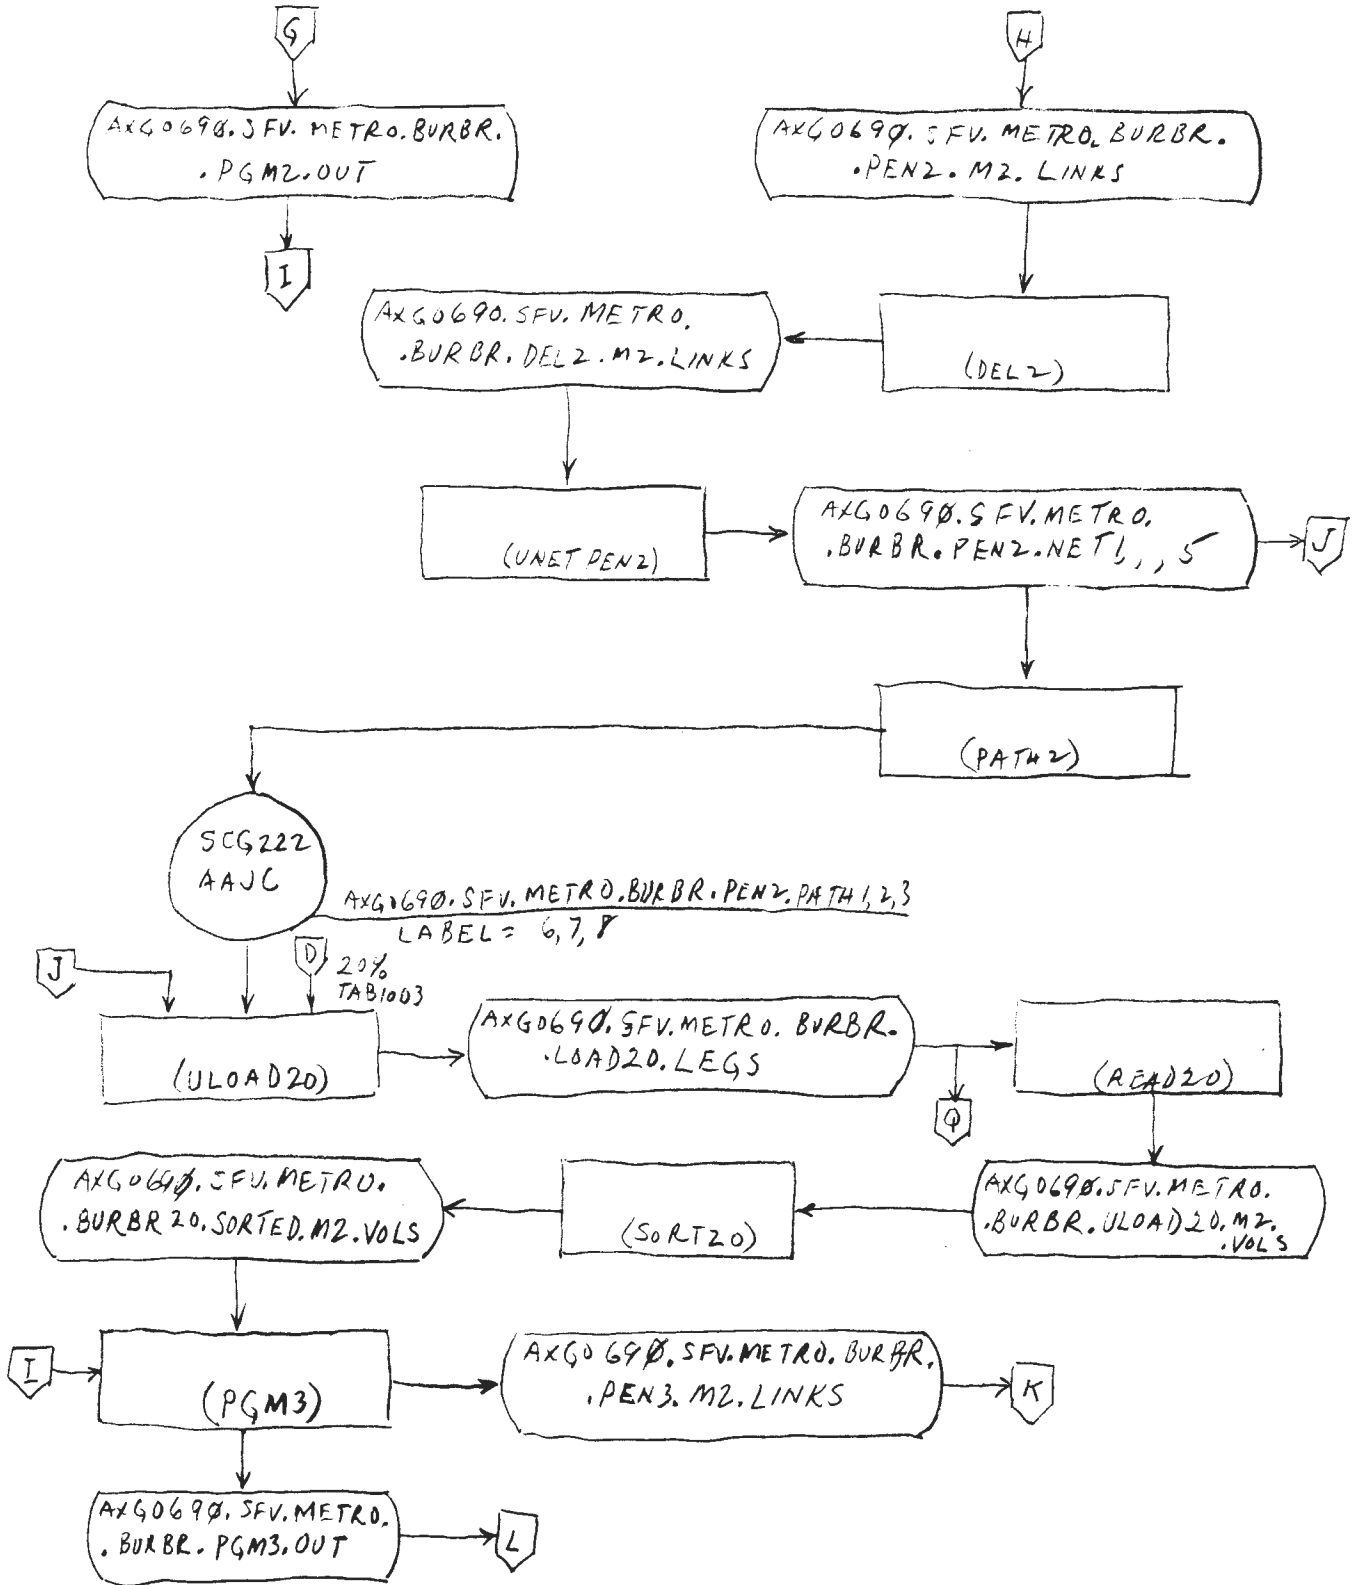 G
H
AXG069Ø.SFV.METRO.BURBR.
.PGM2.OUT
AXG069Ø.SFV.METRO.BURBR.
.PEN2.M2.LINKS
I
AXG0690.SFV.METRO.
.BURBR.DEL2.M2.LINKS
(DEL2)
(UNETPEN2)
AXG069Ø.SFV.METRO.
.BURBR.PEN2.NET1,,,5
J
(PATH2)
SCG222
AAJC
AXG0690.SFV.METRO.BURBR.PEN2.PATH1,2,3
LABEL = 6,7,8
J
D
20%
TAB1003
(ULOAD20)
AXG069Ø.SFV.METRO.BURBR.
.LOAD20.LEGS
(READ20)
Q
AXG069Ø.SFV.METRO.
.BURBR20.SORTED.M2.VOLS
(SORT20)
AXG069Ø.SFV.METRO.
.BURBR.ULOAD20.M2.
.VOLS
I
(PGM3)
AXG069Ø.SFV.METRO.BURBR.
.PEN3.M2.LINKS
K
AXG069Ø.SFV.METRO.
.BURBR.PGM3.OUT
L